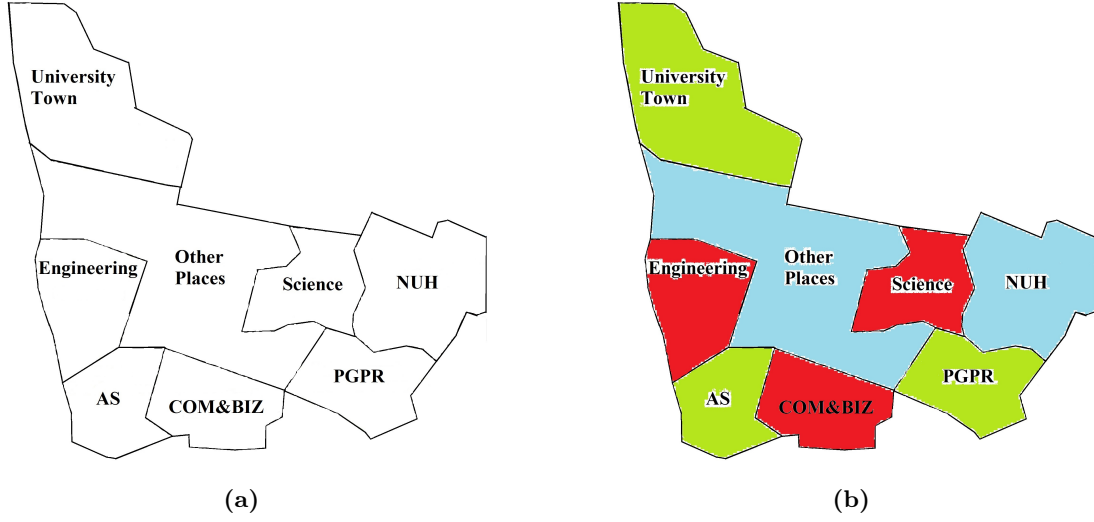 University
Town
Engineering
Other
Places
Science
NUH
AS
COM&BIZ
PGPR
(a)
University
Town
Engineering
Other
Places
Science
NUH
AS
COM&BIZ
PGPR
(b)